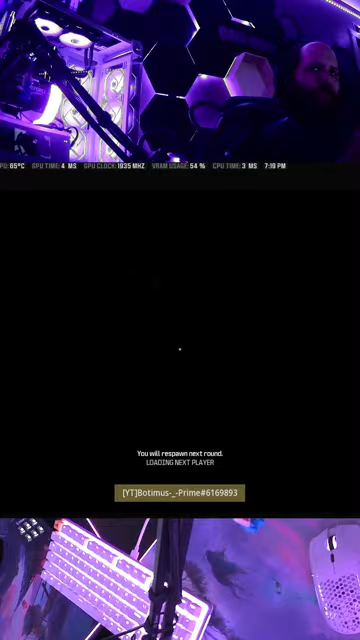 PU: 65°C GPU TIME: 4 MS GPU CLOCK: 1935 MHZ VRAM USAGE: 54 % CPU TIME: 3 MS 7:19 PM
You will respawn next round.
LOADING NEXT PLAYER
[YT]Botimus-_-Prime#6169893